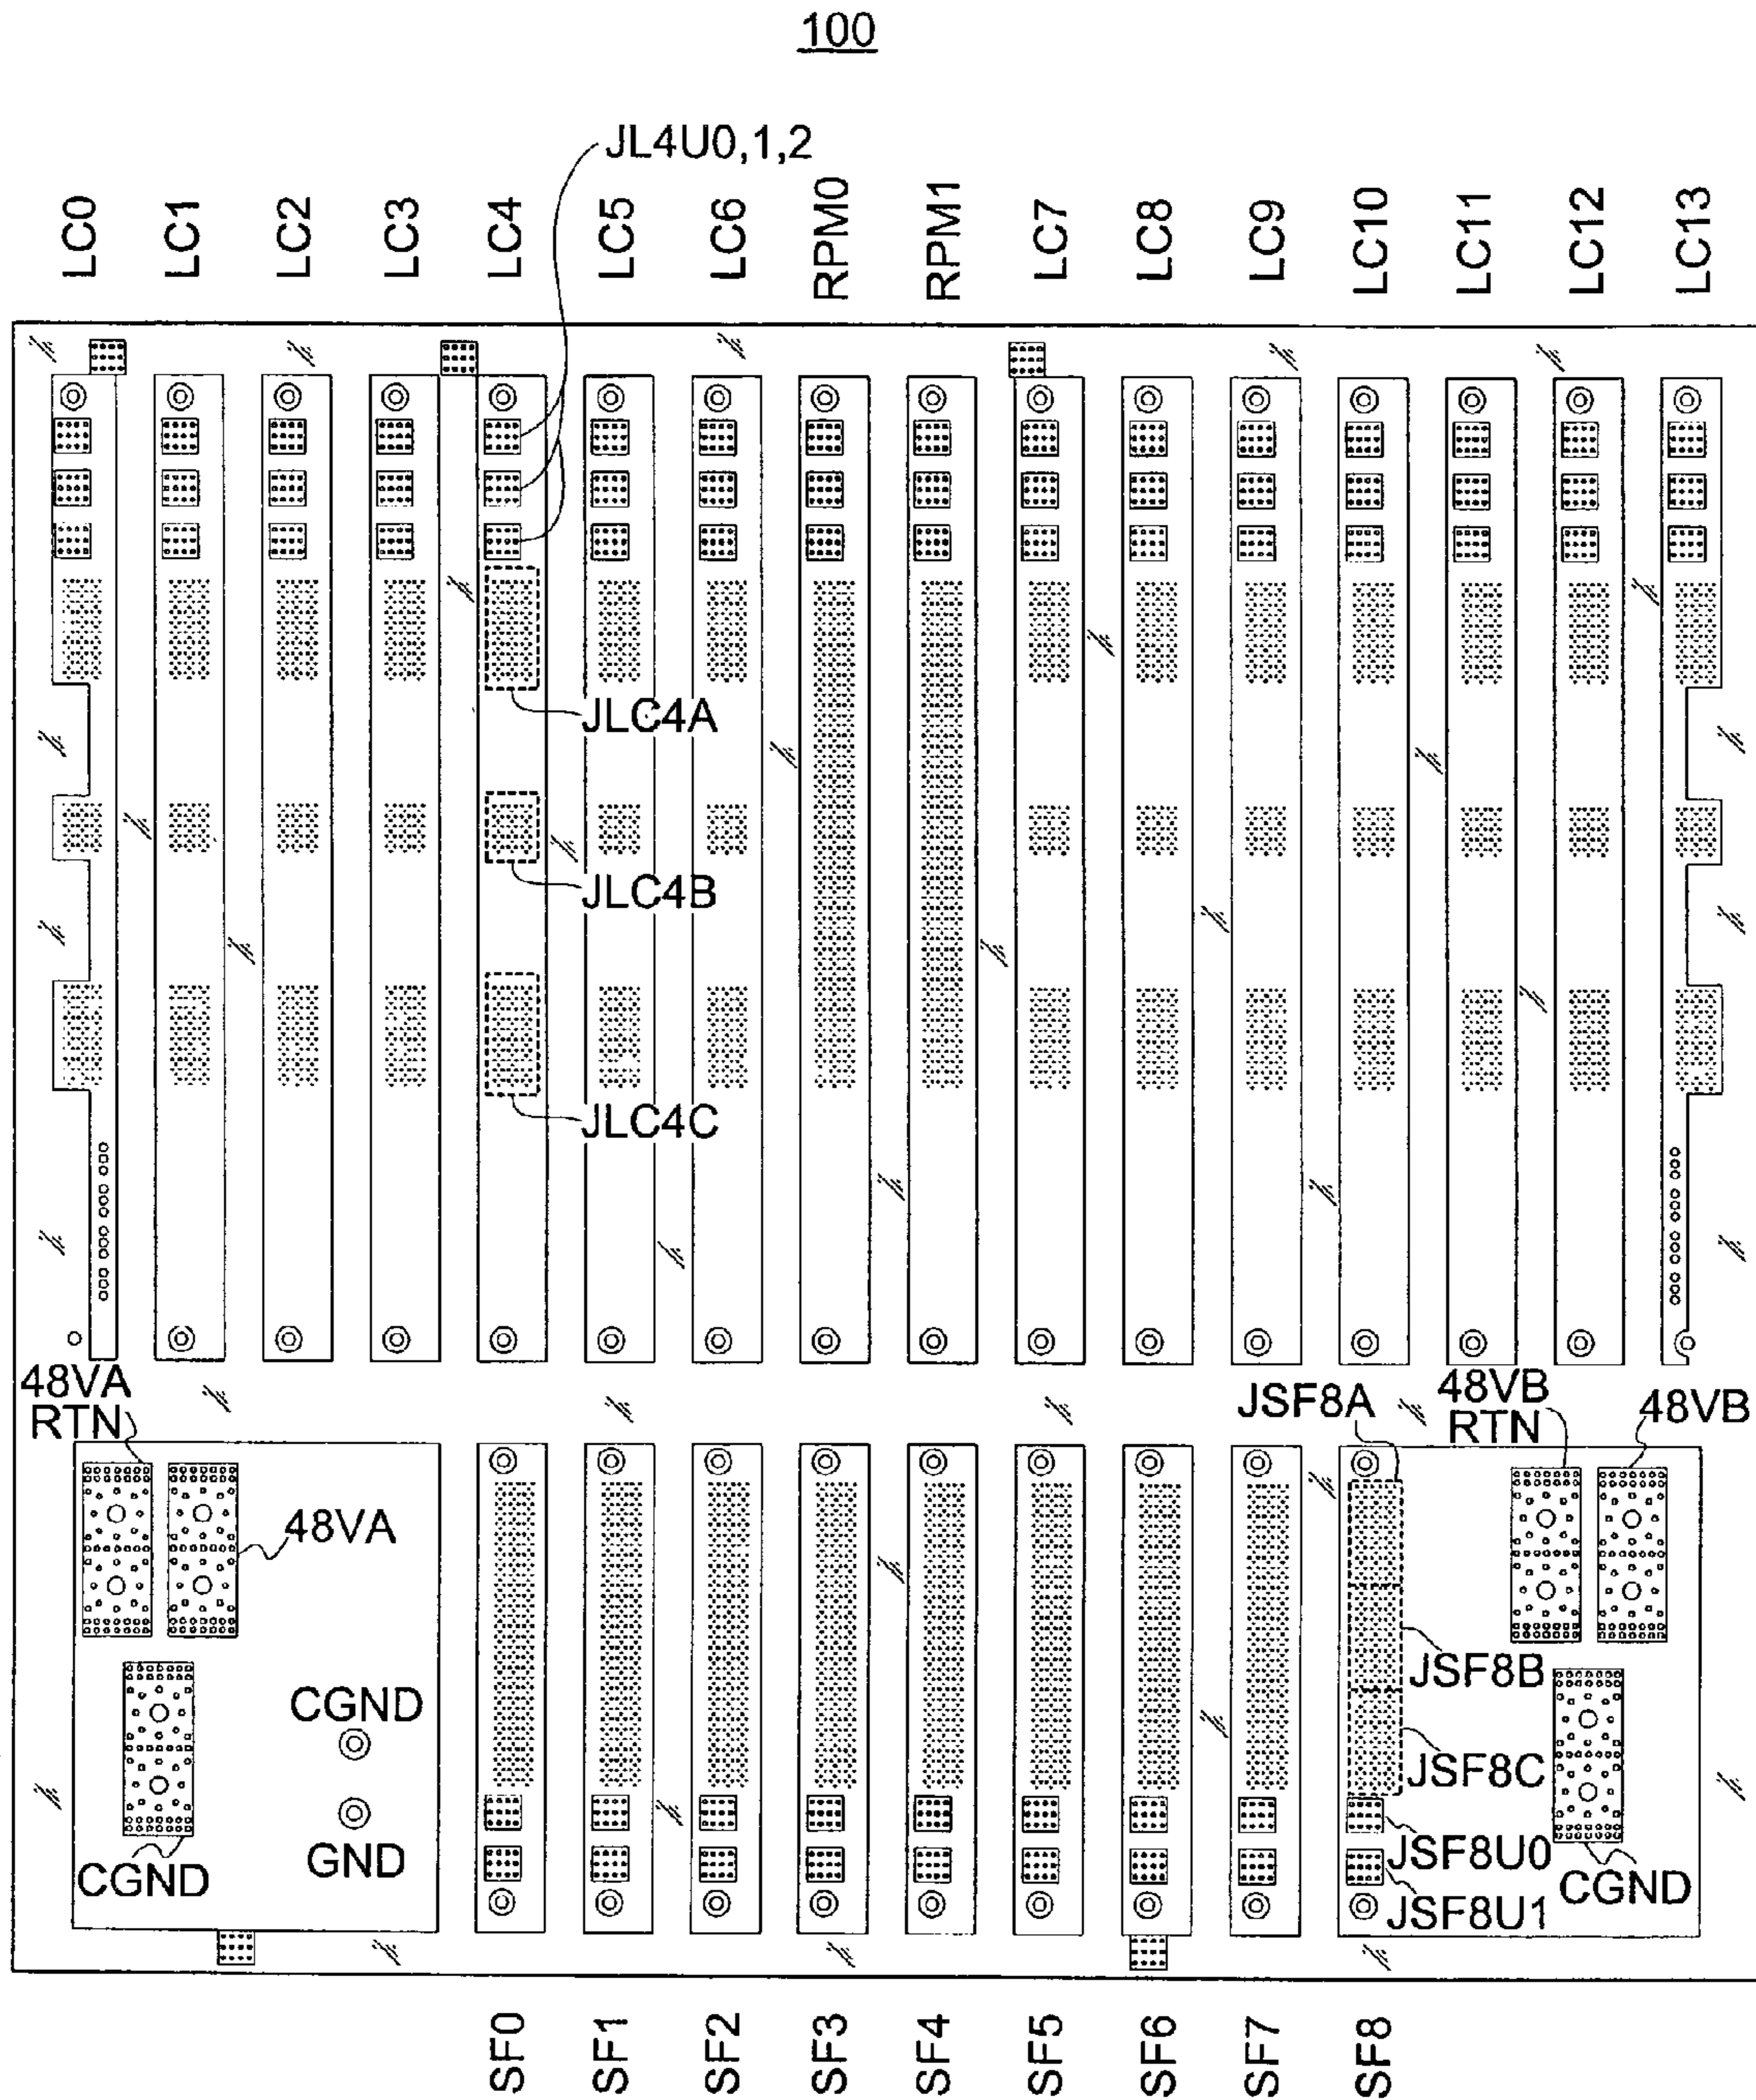 100
JL4U0,1,2
LC0
LC1
LC2
LC3
LC4
LC5
LC6
RPM0
RPM1
LC7
LC8
LC9
LC10
LC11
LC12
LC13
JLC4A
JLC4B
JLC4C
48VA
RTN
48VA
JSF8A
48VB
RTN
48VB
JSF8B
CGND
JSF8C
GND
CGND
JSF8U0
CGND
JSF8U1
SF0
SF1
SF2
SF3
SF4
SF5
SF6
SF7
SF8